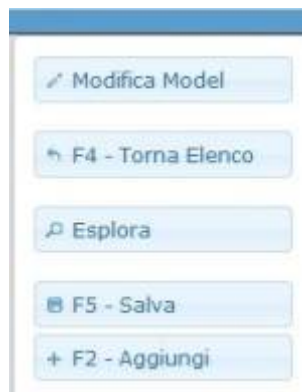 Modifica Model
F4 - Torna Elenco
Esplora
F5 - Salva
F2 - Aggiungi